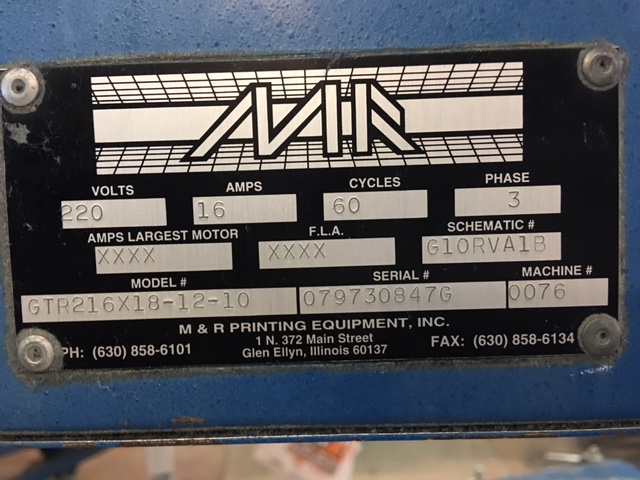 M&R
VOLTS AMPS CYCLES PHASE
220 16 60 3
AMPS LARGEST MOTOR F.L.A. SCHEMATIC #
XXXX XXXX G10RVA1B
MODEL # SERIAL # MACHINE #
GTR216X18-12-10 079730847G 0076
M & R PRINTING EQUIPMENT, INC.
PH: (630) 858-6101 1 N. 372 Main Street FAX: (630) 858-6134
Glen Ellyn, Illinois 60137